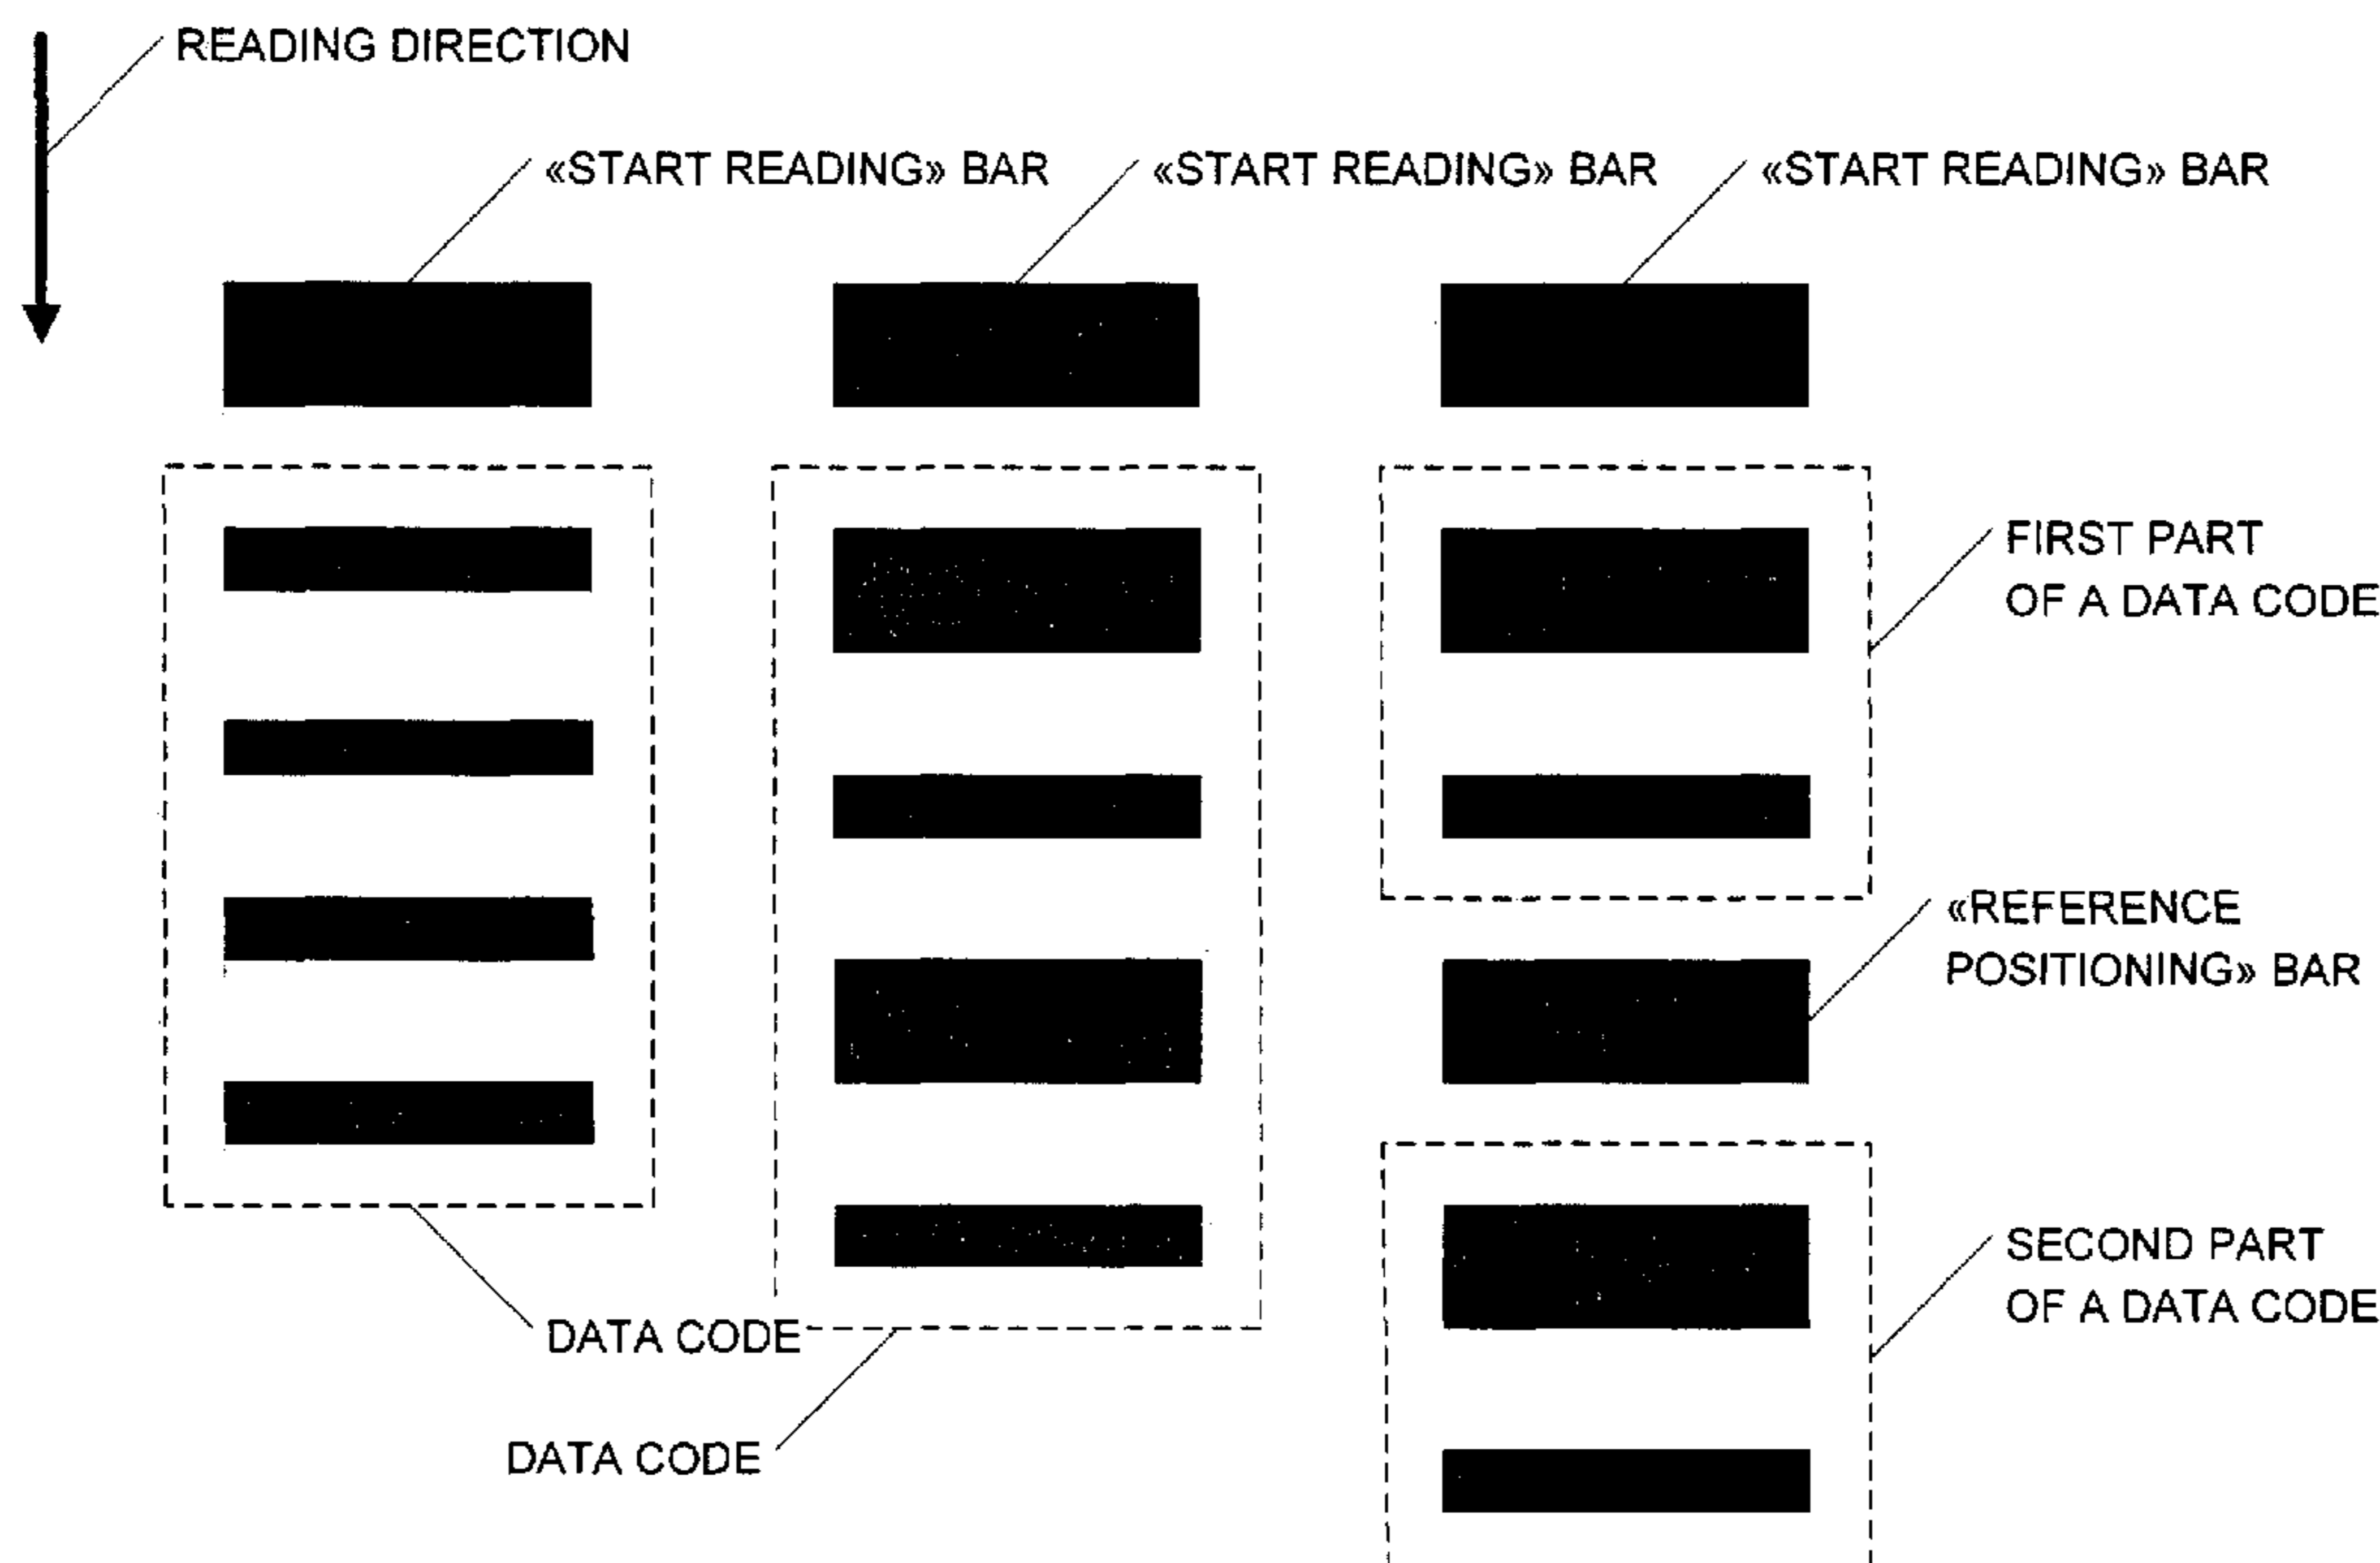 READING DIRECTION
«START READING» BAR
«START READING» BAR
«START READING» BAR
FIRST PART
OF A DATA CODE
«REFERENCE
POSITIONING» BAR
SECOND PART
OF A DATA CODE
DATA CODE
DATA CODE